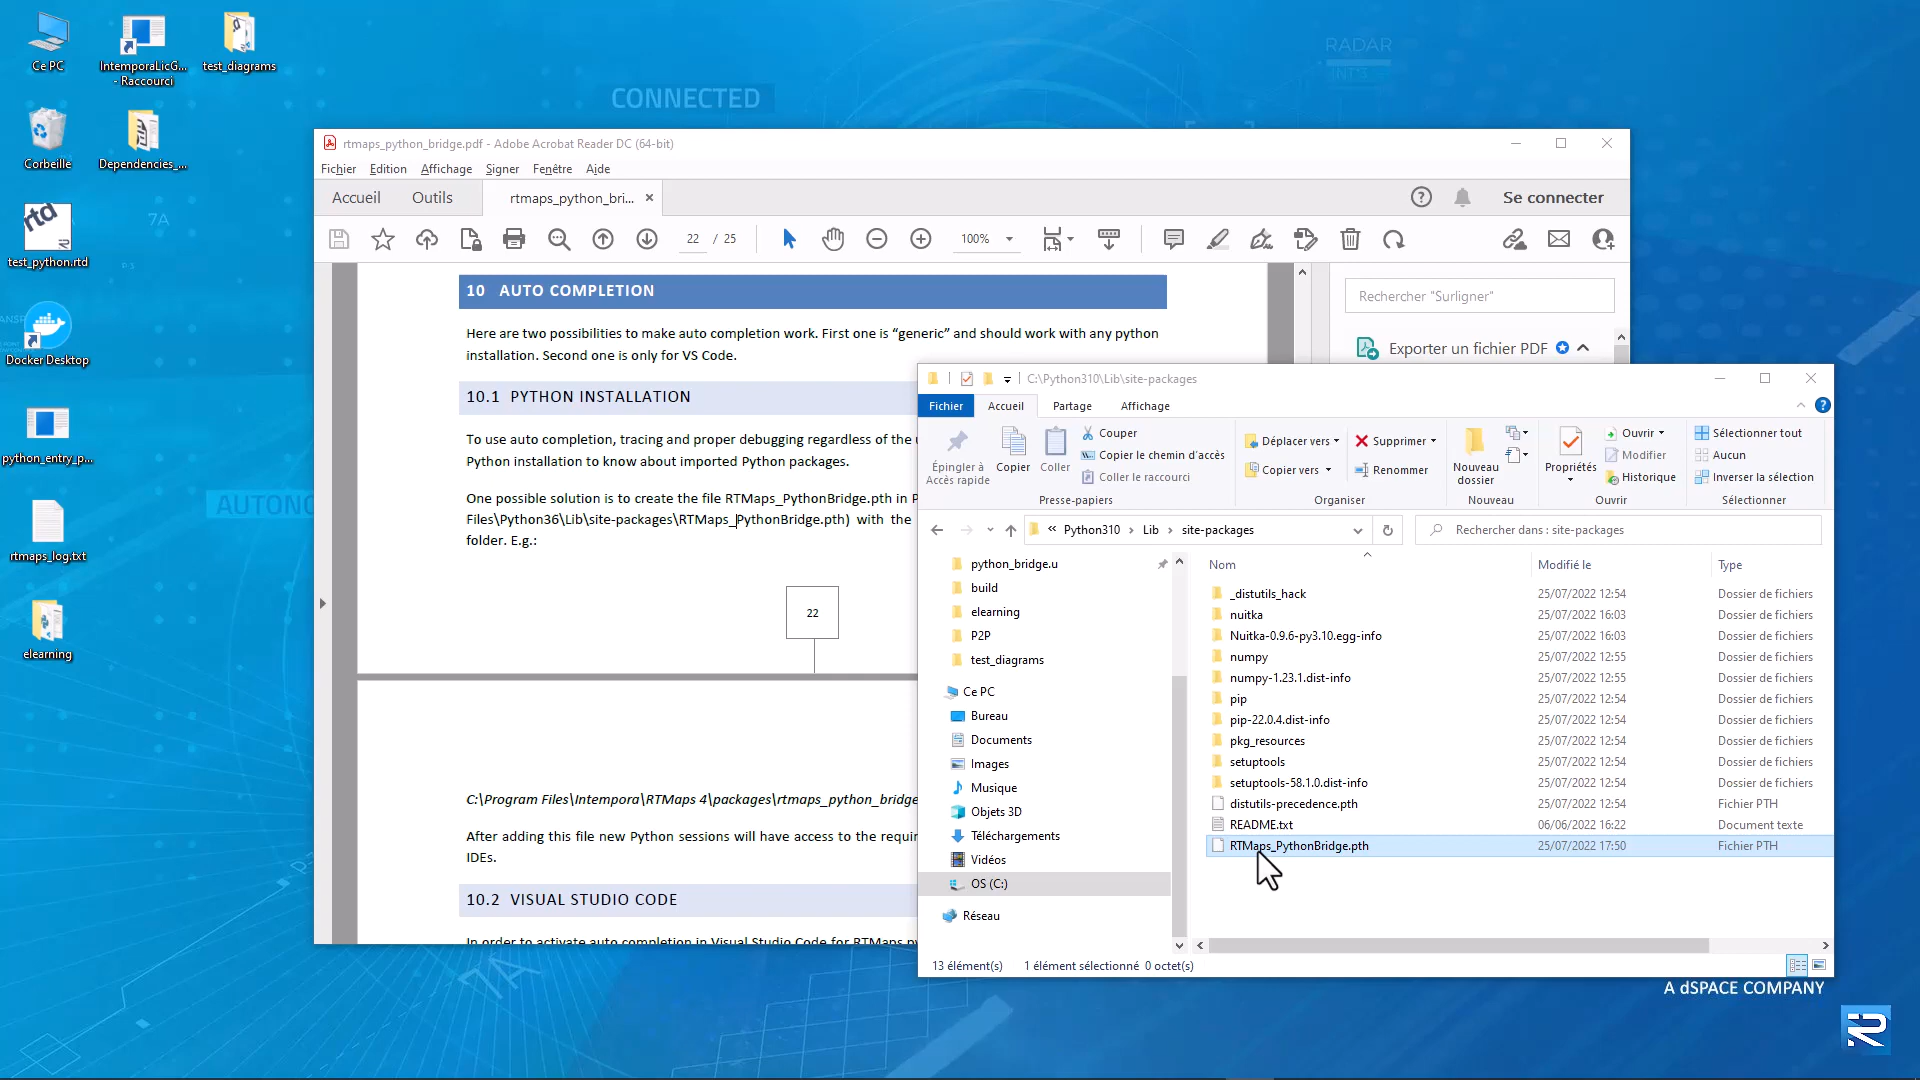 Ce PC
IntemporaLicG...
- Raccourci
test_diagrams
Corbeille
Dependencies_...
test_python.rtd
Docker Desktop
python_entry_p...
rtmaps_log.txt
elearning
CONNECTED
RADAR
7A
rtmaps_python_bridge.pdf - Adobe Acrobat Reader DC (64-bit)
Fichier Edition Affichage Signer Fenêtre Aide
Accueil Outils rtmaps_python_bri... × Se connecter
22 / 25 100%
10 AUTO COMPLETION
Here are two possibilities to make auto completion work. First one is “generic” and should work with any python
installation. Second one is only for VS Code.
10.1 PYTHON INSTALLATION
To use auto completion, tracing and proper debugging regardless of the u
Python installation to know about imported Python packages.
One possible solution is to create the file RTMaps_PythonBridge.pth in P
Files\Python36\Lib\site-packages\RTMaps_PythonBridge.pth) with the
folder. E.g.:
22
C:\Program Files\Intempora\RTMaps 4\packages\rtmaps_python_bridge
After adding this file new Python sessions will have access to the requir
IDEs.
10.2 VISUAL STUDIO CODE
In order to activate auto completion in Visual Studio Code for RTMaps py
Rechercher "Surligner"
Exporter un fichier PDF
C:\Python310\Lib\site-packages
Fichier Accueil Partage Affichage
Épingler à
Accès rapide
Copier
Coller
Couper
Copier le chemin d'accès
Coller le raccourci
Presse-papiers
Déplacer vers
Copier vers
Supprimer
Renommer
Organiser
Nouveau
dossier
Nouveau
Propriétés
Ouvrir
Modifier
Historique
Ouvrir
Sélectionner tout
Aucun
Inverser la sélection
Sélectionner
« Python310 › Lib › site-packages
Rechercher dans : site-packages
python_bridge.u
build
elearning
P2P
test_diagrams
Ce PC
Bureau
Documents
Images
Musique
Objets 3D
Téléchargements
Vidéos
OS (C:)
Réseau
Nom Modifié le Type
_distutils_hack 25/07/2022 12:54 Dossier de fichiers
nuitka 25/07/2022 16:03 Dossier de fichiers
Nuitka-0.9.6-py3.10.egg-info 25/07/2022 16:03 Dossier de fichiers
numpy 25/07/2022 12:55 Dossier de fichiers
numpy-1.23.1.dist-info 25/07/2022 12:55 Dossier de fichiers
pip 25/07/2022 12:54 Dossier de fichiers
pip-22.0.4.dist-info 25/07/2022 12:54 Dossier de fichiers
pkg_resources 25/07/2022 12:54 Dossier de fichiers
setuptools 25/07/2022 12:54 Dossier de fichiers
setuptools-58.1.0.dist-info 25/07/2022 12:54 Dossier de fichiers
distutils-precedence.pth 25/07/2022 12:54 Fichier PTH
README.txt 06/06/2022 16:22 Document texte
RTMaps_PythonBridge.pth 25/07/2022 17:50 Fichier PTH
13 élément(s) 1 élément sélectionné 0 octet(s)
AUTONO
7A
A dSPACE COMPANY